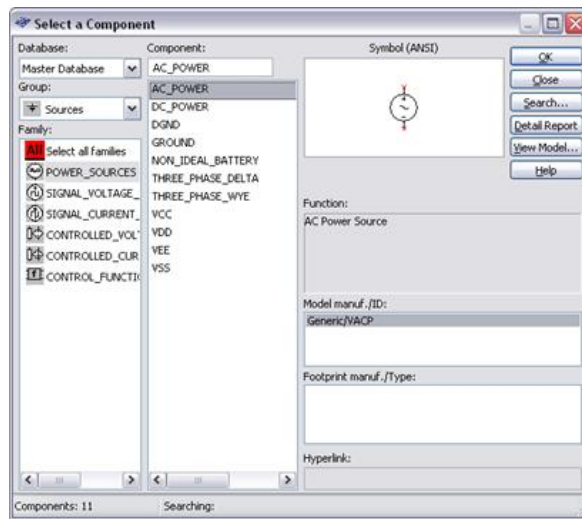 Select a Component
Database:
Master Database
Group:
Sources
Family:
All Select all families
POWER_SOURCES
SIGNAL_VOLTAGE_
SIGNAL_CURRENT_
CONTROLLED_VOL
CONTROLLED_CUR
CONTROL_FUNCTI
Component:
AC_POWER
AC_POWER
DC_POWER
DGND
GROUND
NON_IDEAL_BATTERY
THREE_PHASE_DELTA
THREE_PHASE_WYE
VCC
VDD
VEE
VSS
Symbol (ANSI)
Function:
AC Power Source
Model manuf./ID:
Generic/VACP
Footprint manuf./Type:
Hyperlink:
OK
Close
Search...
Detail Report
View Model...
Help
Components: 11
Searching: